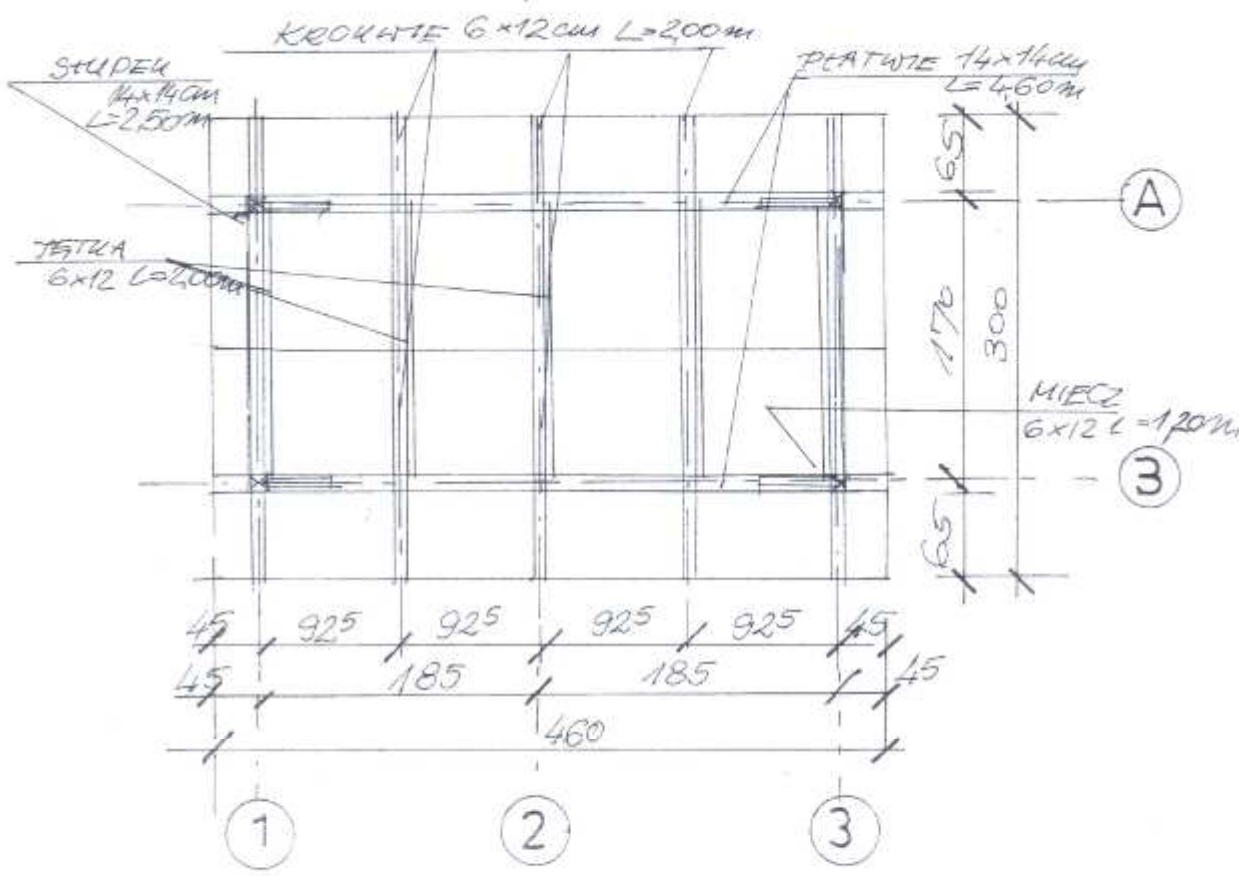 KROKWIE 6×12cm L=2,00m
SŁUPEK
14×14cm
L=2,50m
PŁATWIE 14×14cm
L=4,60m
65
A
JĘTKA
6×12 L=2,00m
170
300
MIECZ
6×12 L=1,20m
3
65
45 92⁵ 92⁵ 92⁵ 92⁵ 45
45 185 185 45
460
1 2 3